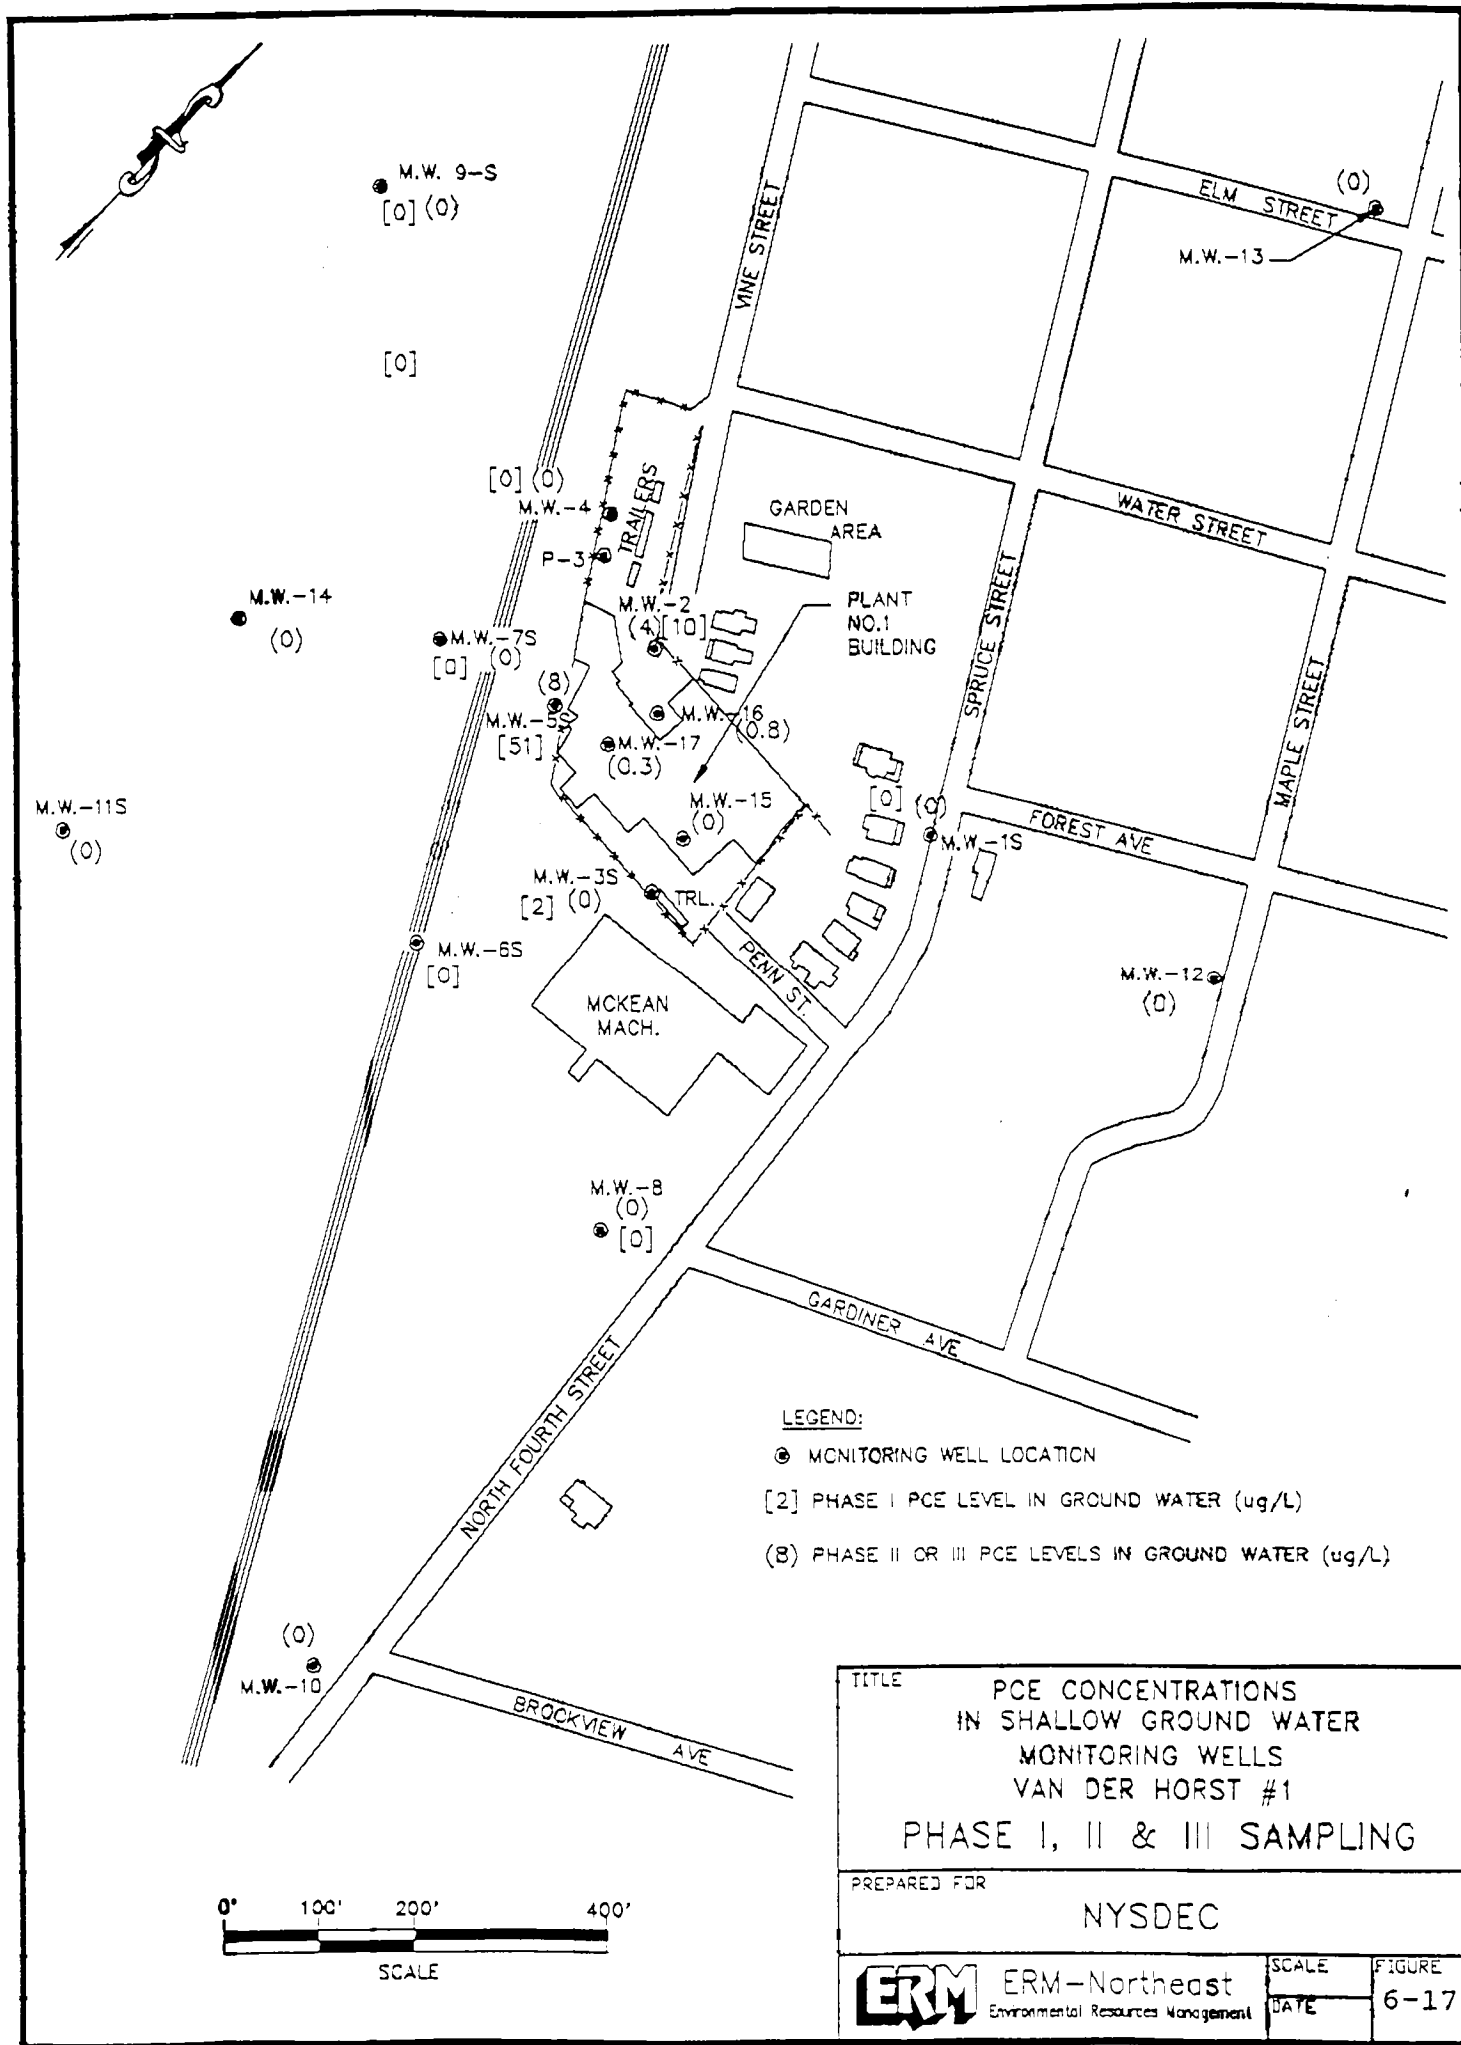 M.W. 9-S
[0] (0)
[0]
VINE STREET
ELM STREET
(0)
M.W.-13
[0] (0)
M.W.-4
P-3
TRAILERS
GARDEN
AREA
WATER STREET
M.W.-14
(0)
M.W.-7S
[0] (0)
M.W.-2
(4)[10]
PLANT
NO.1
BUILDING
SPRUCE STREET
MAPLE STREET
(8)
M.W.-5S
[51]
M.W.-16
(0.8)
M.W.-17
(0.3)
M.W.-15
(0)
M.W.-11S
(0)
[0] (0)
M.W.-1S
FOREST AVE
M.W.-3S
[2] (0)
TRL.
M.W.-6S
[0]
PENN ST.
M.W.-12
(0)
MCKEAN
MACH.
M.W.-8
(0)
[0]
GARDINER AVE
NORTH FOURTH STREET
LEGEND:
MONITORING WELL LOCATION
[2] PHASE I PCE LEVEL IN GROUND WATER (ug/L)
(8) PHASE II OR III PCE LEVELS IN GROUND WATER (ug/L)
(0)
M.W.-10
BROCKVIEW AVE
TITLE
PCE CONCENTRATIONS
IN SHALLOW GROUND WATER
MONITORING WELLS
VAN DER HORST #1
PHASE I, II & III SAMPLING
PREPARED FOR
NYSDEC
0' 100' 200' 400'
SCALE
ERM ERM-Northeast
Environmental Resources Management
SCALE
DATE
FIGURE
6-17